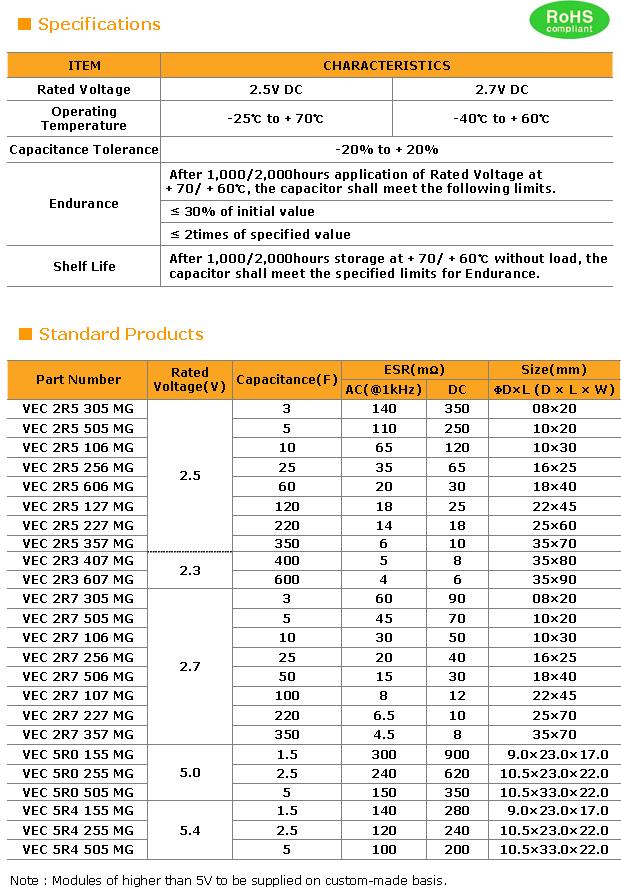 Specifications
RoHS
compliant
ITEM CHARACTERISTICS
Rated Voltage 2.5V DC 2.7V DC
Operating
Temperature -25℃ to + 70℃ -40℃ to + 60℃
Capacitance Tolerance -20% to + 20%
Endurance
After 1,000/2,000hours application of Rated Voltage at
+ 70/ + 60℃, the capacitor shall meet the following limits.
≤ 30% of initial value
≤ 2times of specified value
Shelf Life
After 1,000/2,000hours storage at + 70/ + 60℃ without load, the
capacitor shall meet the specified limits for Endurance.
Standard Products
Part Number Rated
Voltage(V) Capacitance(F) ESR(mΩ) Size(mm)
AC(@1kHz) DC ΦD×L (D × L × W)
VEC 2R5 305 MG 3 140 350 08×20
VEC 2R5 505 MG 5 110 250 10×20
VEC 2R5 106 MG 10 65 120 10×30
VEC 2R5 256 MG 25 35 65 16×25
2.5
VEC 2R5 606 MG 60 20 30 18×40
VEC 2R5 127 MG 120 18 25 22×45
VEC 2R5 227 MG 220 14 18 25×60
VEC 2R5 357 MG 350 6 10 35×70
VEC 2R3 407 MG 400 5 8 35×80
2.3
VEC 2R3 607 MG 600 4 6 35×90
VEC 2R7 305 MG 3 60 90 08×20
VEC 2R7 505 MG 5 45 70 10×20
VEC 2R7 106 MG 10 30 50 10×30
VEC 2R7 256 MG 25 20 40 16×25
2.7
VEC 2R7 506 MG 50 15 30 18×40
VEC 2R7 107 MG 100 8 12 22×45
VEC 2R7 227 MG 220 6.5 10 25×70
VEC 2R7 357 MG 350 4.5 8 35×70
VEC 5R0 155 MG 1.5 300 900 9.0×23.0×17.0
VEC 5R0 255 MG 5.0 2.5 240 620 10.5×23.0×22.0
VEC 5R0 505 MG 5 150 350 10.5×33.0×22.0
VEC 5R4 155 MG 1.5 140 280 9.0×23.0×17.0
VEC 5R4 255 MG 5.4 2.5 120 240 10.5×23.0×22.0
VEC 5R4 505 MG 5 100 200 10.5×33.0×22.0
Note : Modules of higher than 5V to be supplied on custom-made basis.